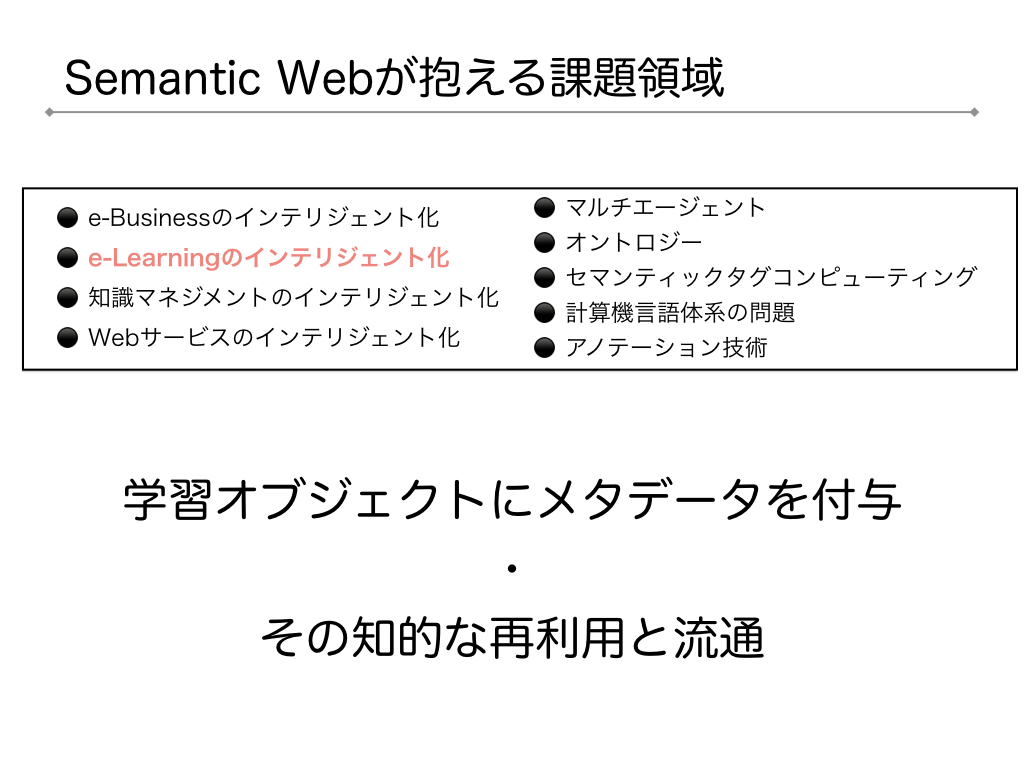 Semantic Webが抱える課題領域
● e-Businessのインテリジェント化
● e-Learningのインテリジェント化
● 知識マネジメントのインテリジェント化
● Webサービスのインテリジェント化
● マルチエージェント
● オントロジー
● セマンティックタグコンピューティング
● 計算機言語体系の問題
● アノテーション技術
学習オブジェクトにメタデータを付与
・
その知的な再利用と流通